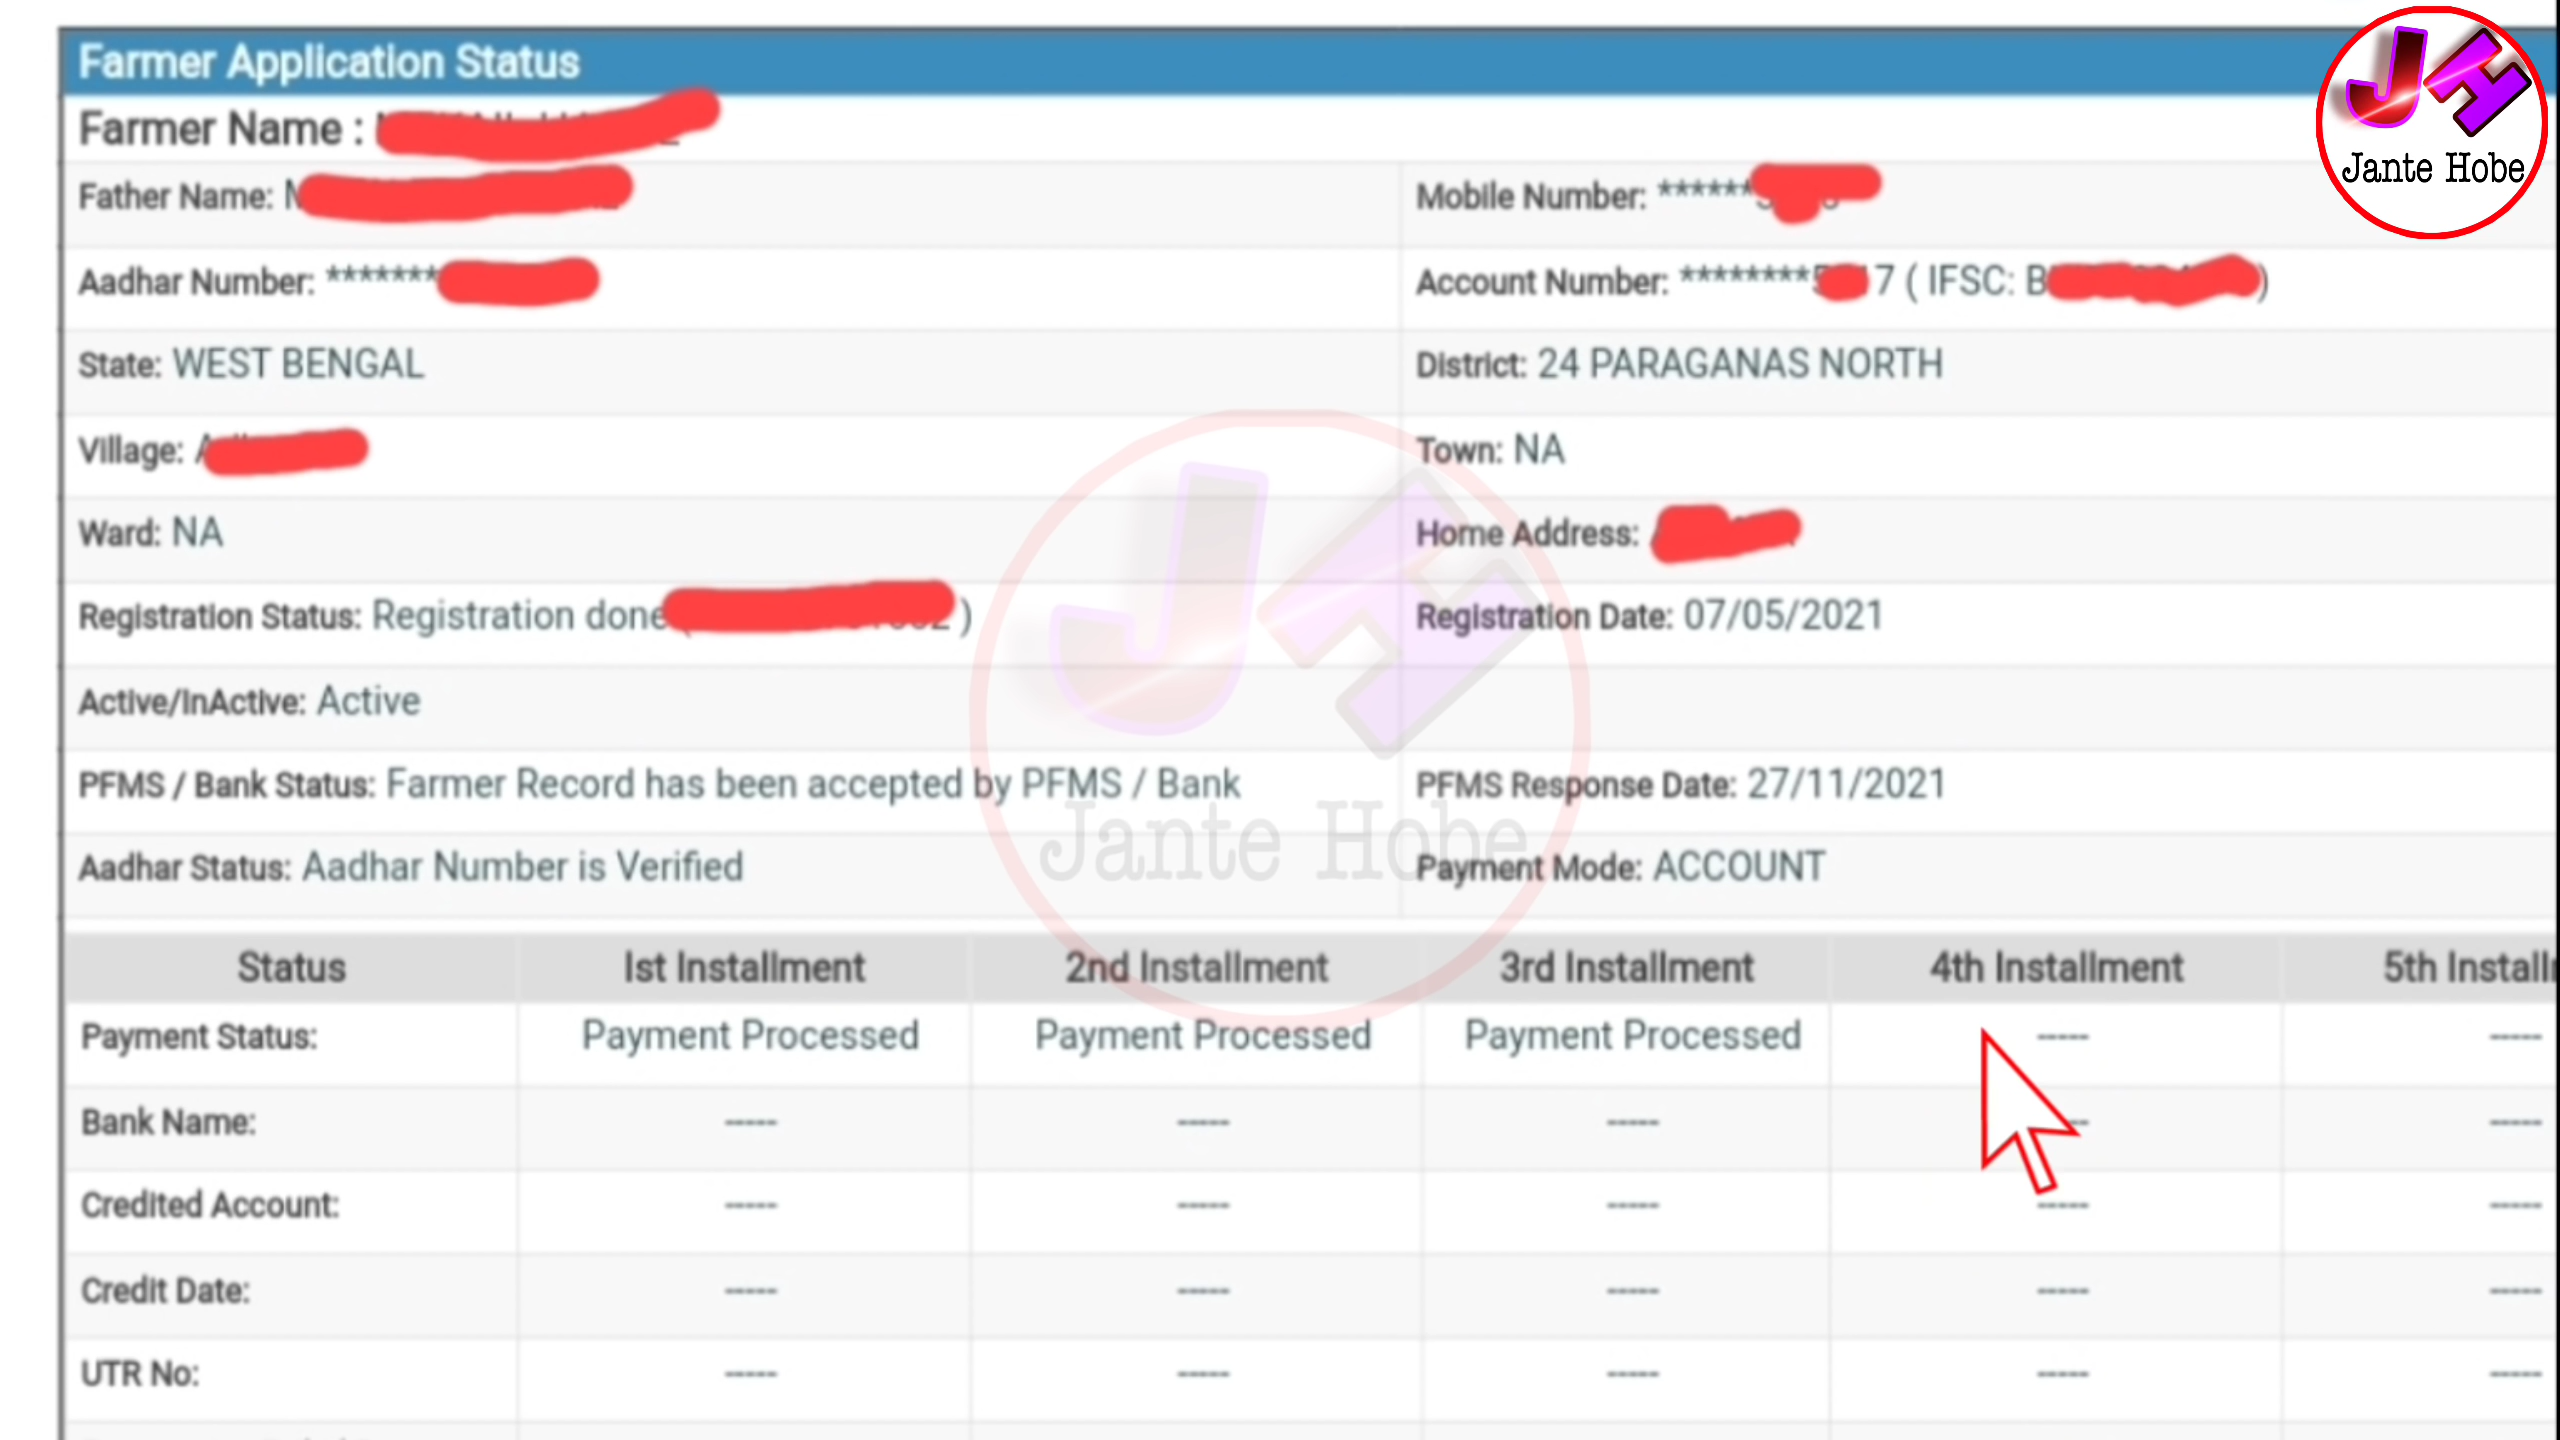 Farmer Application Status
JH
Jante Hobe
Farmer Name :
Father Name:
Mobile Number: ******
Aadhar Number: *******
Account Number: ******** 7 ( IFSC: B )
State: WEST BENGAL
District: 24 PARAGANAS NORTH
Village:
Town: NA
Ward: NA
Home Address:
Registration Status: Registration done ( )
Registration Date: 07/05/2021
Active/InActive: Active
PFMS / Bank Status: Farmer Record has been accepted by PFMS / Bank
PFMS Response Date: 27/11/2021
Aadhar Status: Aadhar Number is Verified
Payment Mode: ACCOUNT
JH
Jante Hobe
Status Ist Installment 2nd Installment 3rd Installment 4th Installment 5th
Payment Status: Payment Processed Payment Processed Payment Processed ----- -----
Bank Name: ----- ----- ----- -----
Credited Account: ----- ----- ----- ----- -----
Credit Date: ----- ----- ----- ----- -----
UTR No: ----- ----- ----- ----- -----